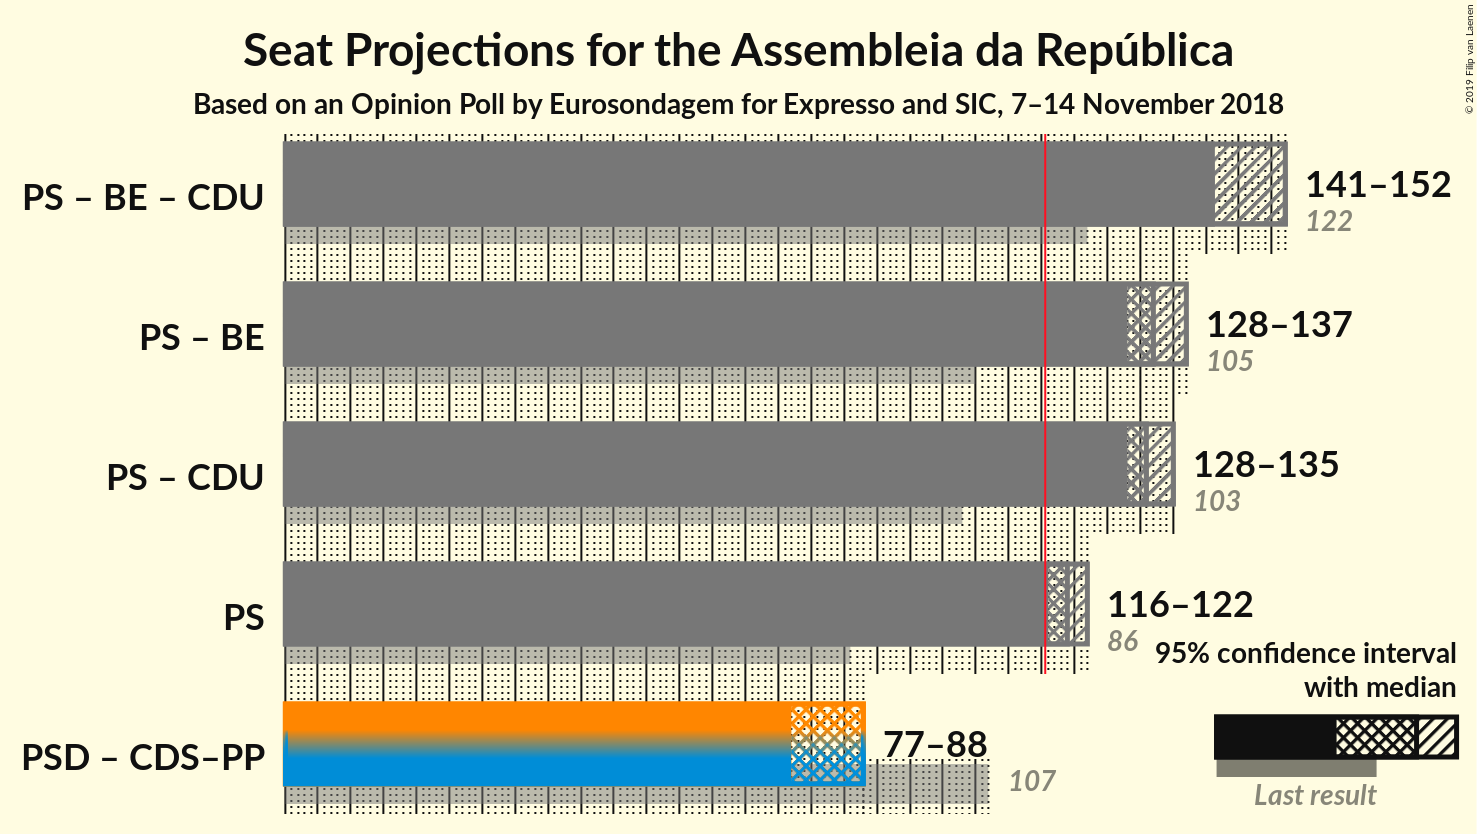 Seat Projections for the Assembleia da República
Based on an Opinion Poll by Eurosondagem for Expresso and SIC, 7–14 November 2018
© 2019 Filip van Laenen
PS – BE – CDU
141–152
122
PS – BE
128–137
105
PS – CDU
128–135
103
PS
116–122
86
95% confidence interval
with median
Last result
PSD – CDS–PP
77–88
107